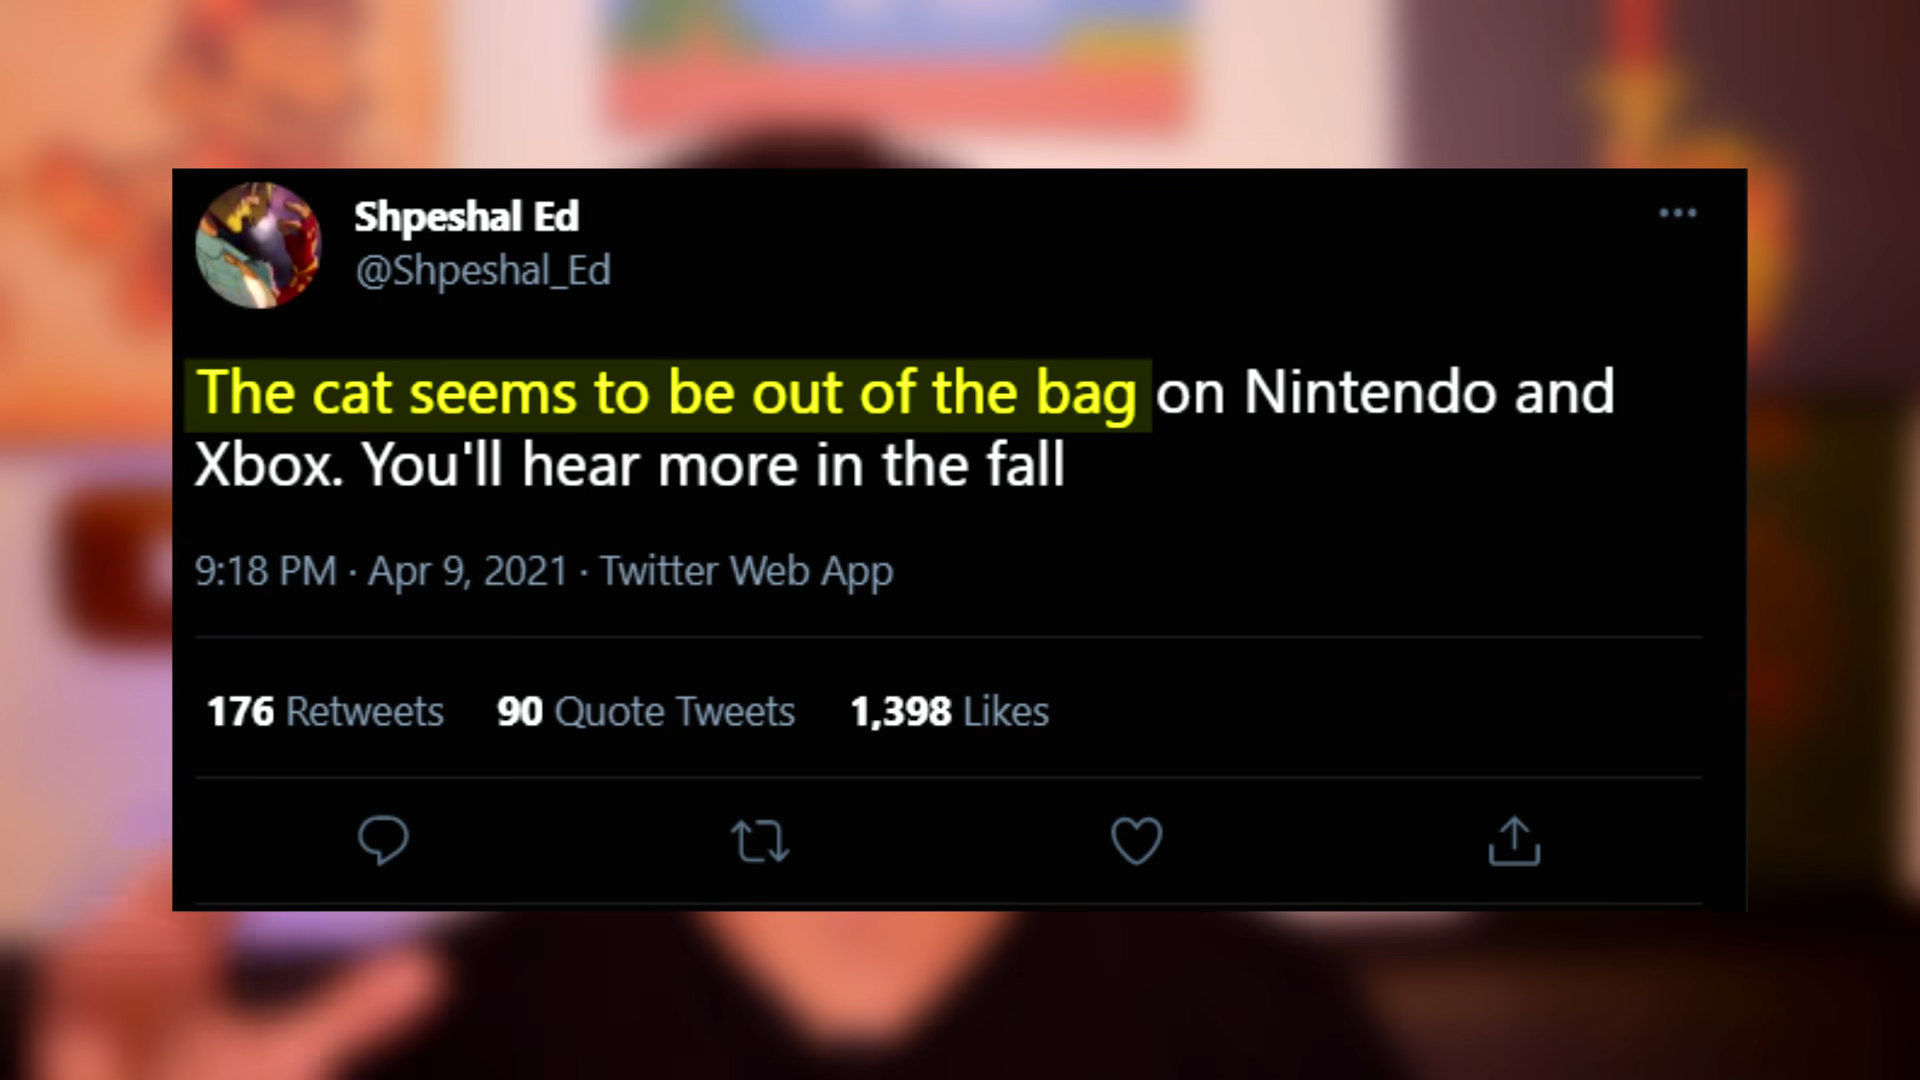 Shpeshal Ed
@Shpeshal_Ed
The cat seems to be out of the bag on Nintendo and
Xbox. You'll hear more in the fall
9:18 PM · Apr 9, 2021 · Twitter Web App
176 Retweets 90 Quote Tweets 1,398 Likes